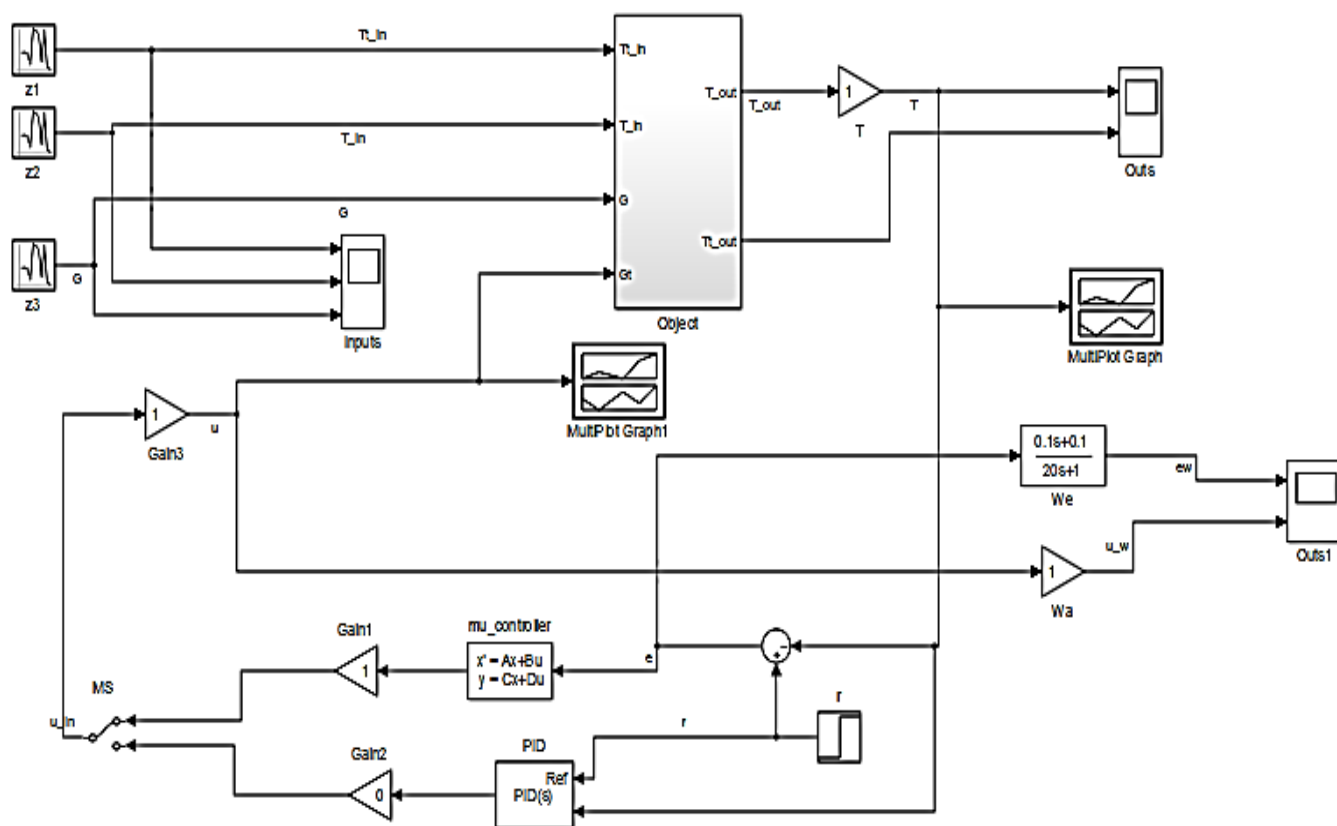 Tt_in
Tt_in
z1
T_out
1
T
T_out
T
T_in
T_in
z2
Outs
G
G
G
Tt_out
z3
Gt
Inputs
Object
MultiPlot Graph
1
u
Gain3
MultiPlot Graph1
0.1s+0.1
20s+1
ew
We
u_w
Outs1
1
Wa
Gain1
mu_controller
1
x' = Ax+Bu
y = Cx+Du
e
-
+
MS
u_in
r
r
Gain2
PID
Ref
PID(s)
0